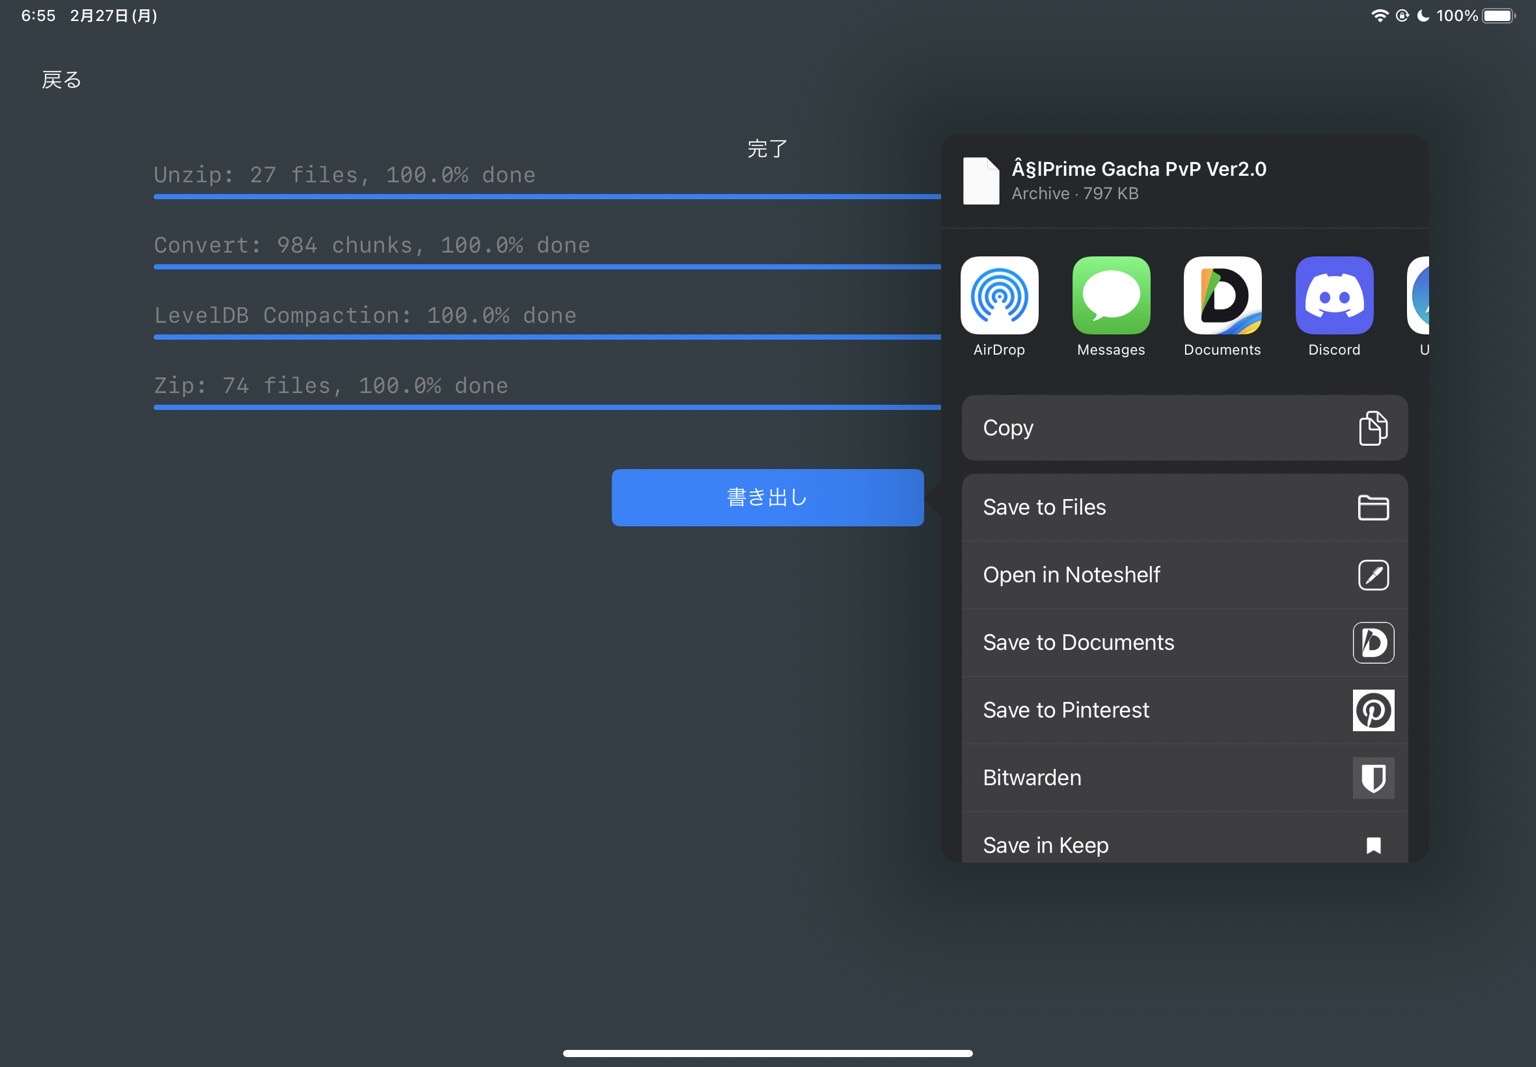 6:55 2月27日(月)
100%
戻る
完了
Unzip: 27 files, 100.0% done
Convert: 984 chunks, 100.0% done
LevelDB Compaction: 100.0% done
Zip: 74 files, 100.0% done
書き出し
Â§lPrime Gacha PvP Ver2.0
Archive · 797 KB
AirDrop
Messages
Documents
Discord
U
Copy
Save to Files
Open in Noteshelf
Save to Documents
Save to Pinterest
Bitwarden
Save in Keep